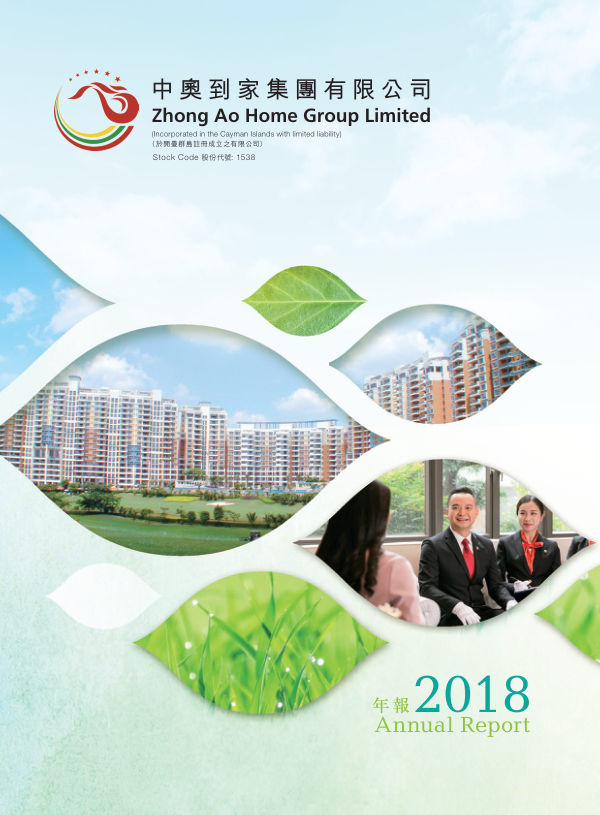 中奧到家集團有限公司
Zhong Ao Home Group Limited
(Incorporated in the Cayman Islands with limited liability)
(於開曼群島註冊成立之有限公司)
Stock Code 股份代號: 1538
年報 2018
Annual Report